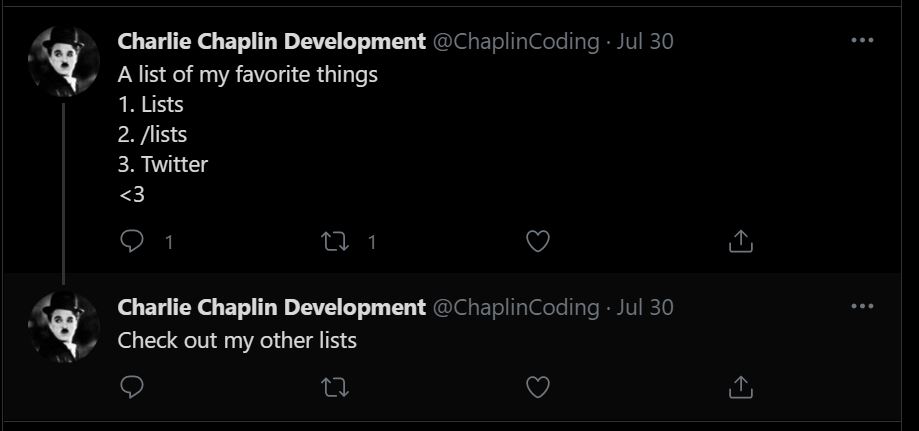 Charlie Chaplin Development @ChaplinCoding · Jul 30
A list of my favorite things
1. Lists
2. /lists
3. Twitter
<3
1 1
Charlie Chaplin Development @ChaplinCoding · Jul 30
Check out my other lists